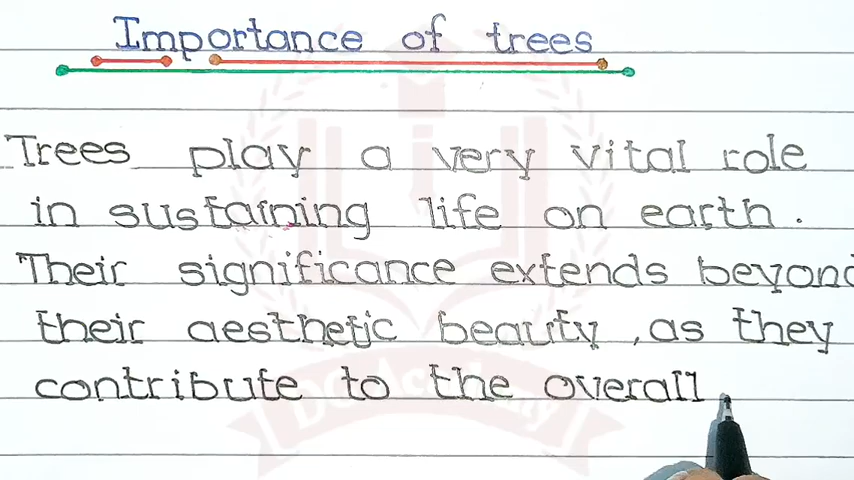 Importance of trees
Trees play a very vital role
in sustaining life on earth.
Their significance extends beyond
their aesthetic beauty, as they
contribute to the overall